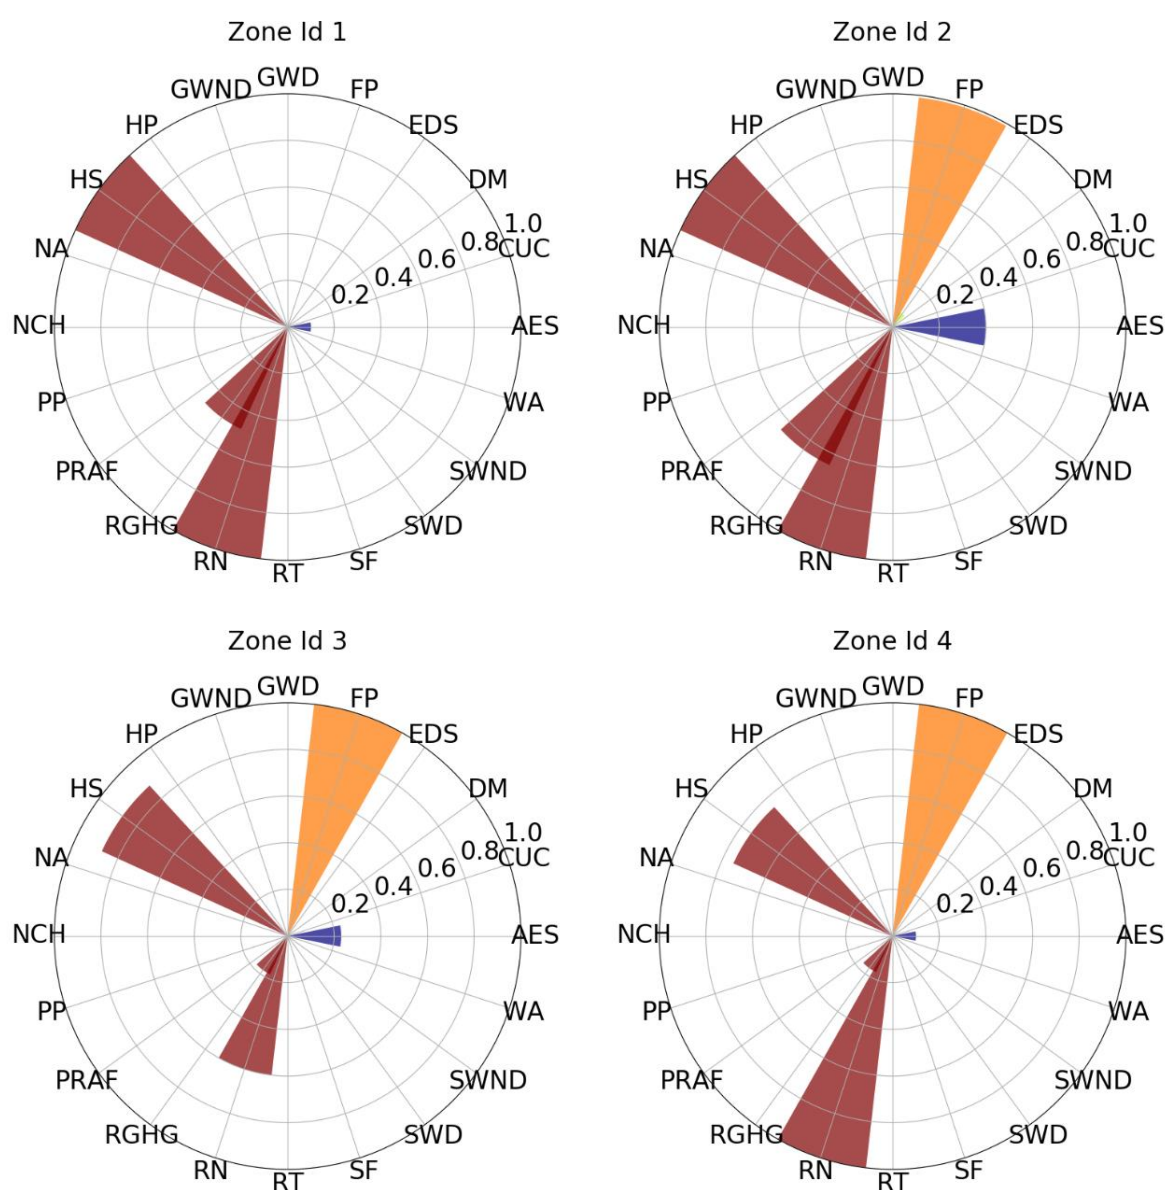 Zone Id 1
GWD
GWND
FP
HP
EDS
HS
DM
1.0
0.8
CUC
NA
0.6
0.4
0.2
NCH
AES
PP
WA
PRAF
SWND
RGHG
SWD
RN
SF
RT
Zone Id 2
GWD
GWND
FP
HP
EDS
HS
DM
1.0
0.8
CUC
NA
0.6
0.4
0.2
NCH
AES
PP
WA
PRAF
SWND
RGHG
SWD
RN
SF
RT
Zone Id 3
GWD
GWND
FP
HP
EDS
HS
DM
1.0
0.8
CUC
NA
0.6
0.4
0.2
NCH
AES
PP
WA
PRAF
SWND
RGHG
SWD
RN
SF
RT
Zone Id 4
GWD
GWND
FP
HP
EDS
HS
DM
1.0
0.8
CUC
NA
0.6
0.4
0.2
NCH
AES
PP
WA
PRAF
SWND
RGHG
SWD
RN
SF
RT